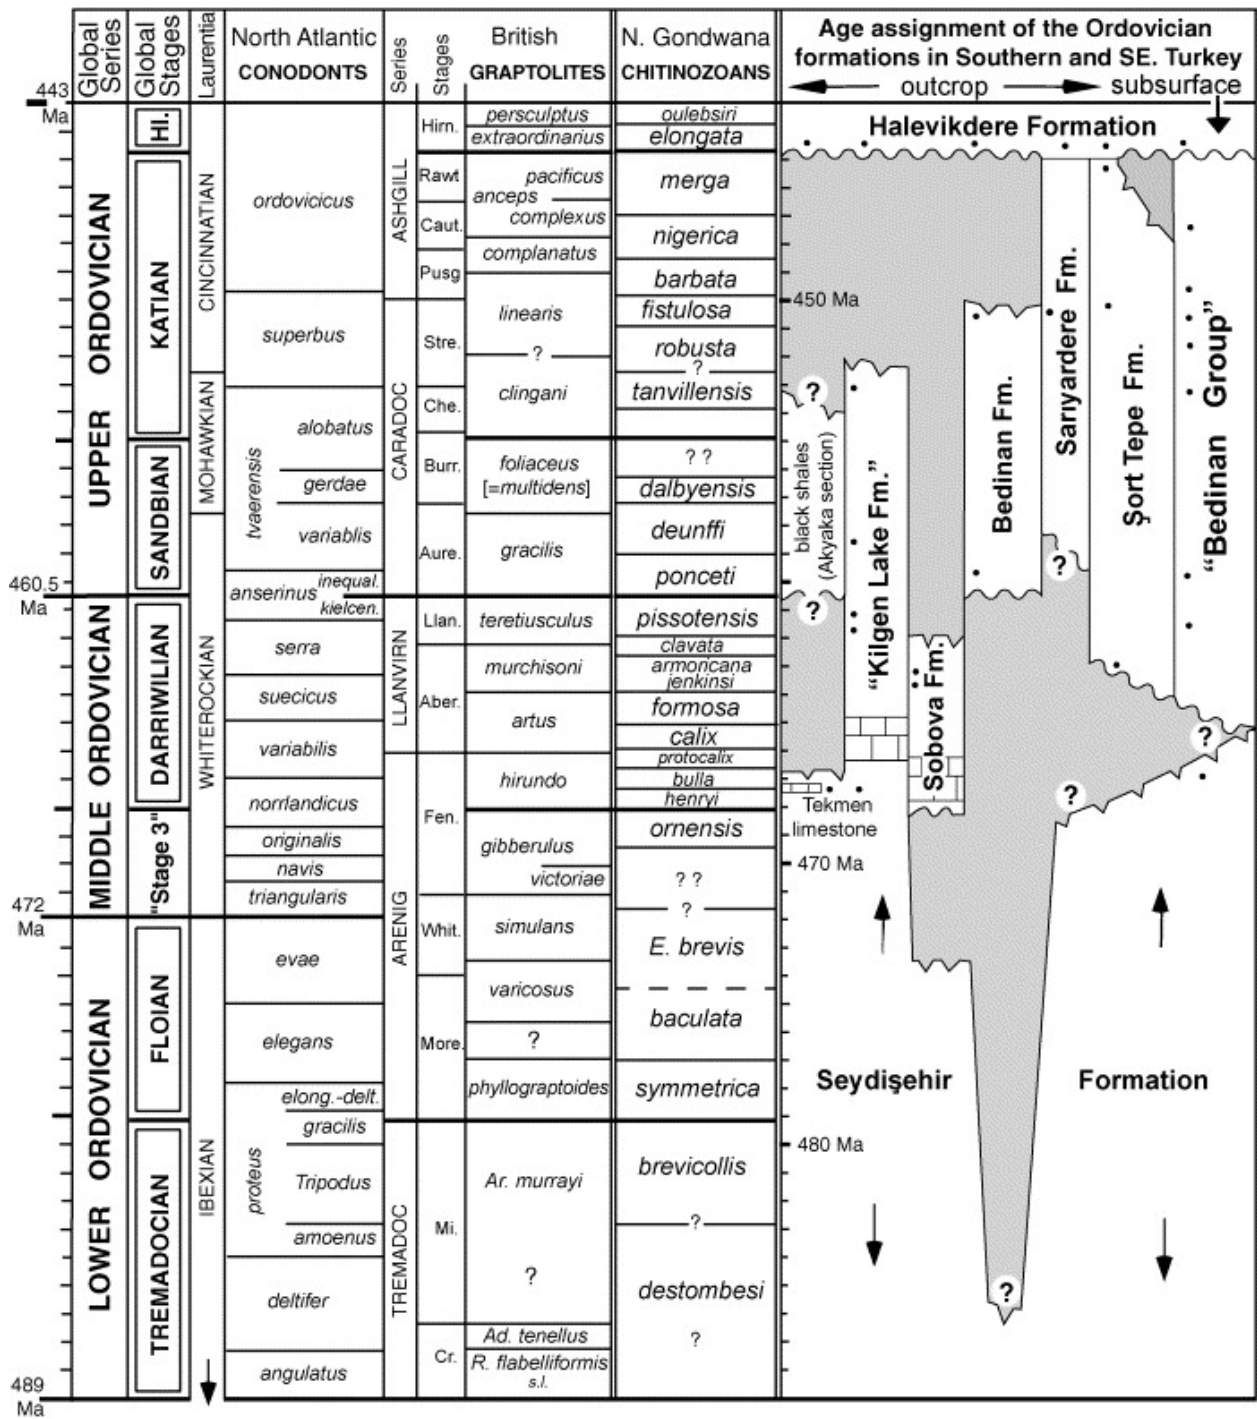 Global Series
Global Stages
Laurentia
North Atlantic
CONODONTS
Series
Stages
British
GRAPTOLITES
N. Gondwana
CHITINOZOANS
Age assignment of the Ordovician
formations in Southern and SE. Turkey
outcrop
subsurface
443
Ma
460.5
Ma
472
Ma
489
Ma
UPPER ORDOVICIAN
MIDDLE ORDOVICIAN
LOWER ORDOVICIAN
HI.
KATIAN
SANDBIAN
DARRIWILIAN
"Stage 3"
FLOIAN
TREMADOCIAN
CINCINNATIAN
MOHAWKIAN
WHITEROCKIAN
IBEXIAN
ordovicicus
superbus
tvaerensis
alobatus
gerdae
variablis
anserinus
inequal.
kielcen.
serra
suecicus
variabilis
norrlandicus
originalis
navis
triangularis
evae
elegans
proteus
elong.-delt.
gracilis
Tripodus
amoenus
deltifer
angulatus
ASHGILL
CARADOC
LLANVIRN
ARENIG
TREMADOC
Hirn.
Rawt
Caut.
Pusg
Stre.
Che.
Burr.
Aure.
Llan.
Aber.
Fen.
Whit.
More.
Mi.
Cr.
persculptus
extraordinarius
pacificus
anceps
complexus
complanatus
linearis
?
clingani
foliaceus
[=multidens]
gracilis
teretiusculus
murchisoni
artus
hirundo
gibberulus
victoriae
simulans
varicosus
?
phyllograptoides
Ar. murrayi
?
Ad. tenellus
R. flabelliformis
s.l.
oulebsiri
elongata
merga
nigerica
barbata
fistulosa
robusta
?
tanvillensis
? ?
dalbyensis
deunffi
ponceti
pissotensis
clavata
armoricana
jenkinsi
formosa
calix
protocalix
bulla
henryi
ornensis
? ?
?
E. brevis
baculata
symmetrica
brevicollis
?
destombesi
?
Halevikdere Formation
450 Ma
470 Ma
480 Ma
?
black shales
(Akyaka section)
?
"Kilgen Lake Fm."
Sobova Fm.
Bedinan Fm.
Sarıyardere Fm.
?
Şort Tepe Fm.
"Bedinan Group"
?
?
Tekmen
limestone
Seydişehir Formation
?